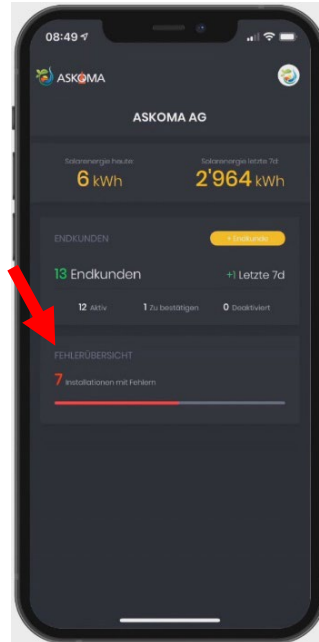 08:49
ASKOMA
ASKOMA AG
Solarenergie heute
Solarenergie letzte 7d
6 kWh
2'964 kWh
ENDKUNDEN
+ Endkunde
13 Endkunden
+1 Letzte 7d
12 Aktiv
1 Zu bestätigen
0 Deaktiviert
FEHLERÜBERSICHT
7 Installationen mit Fehlern